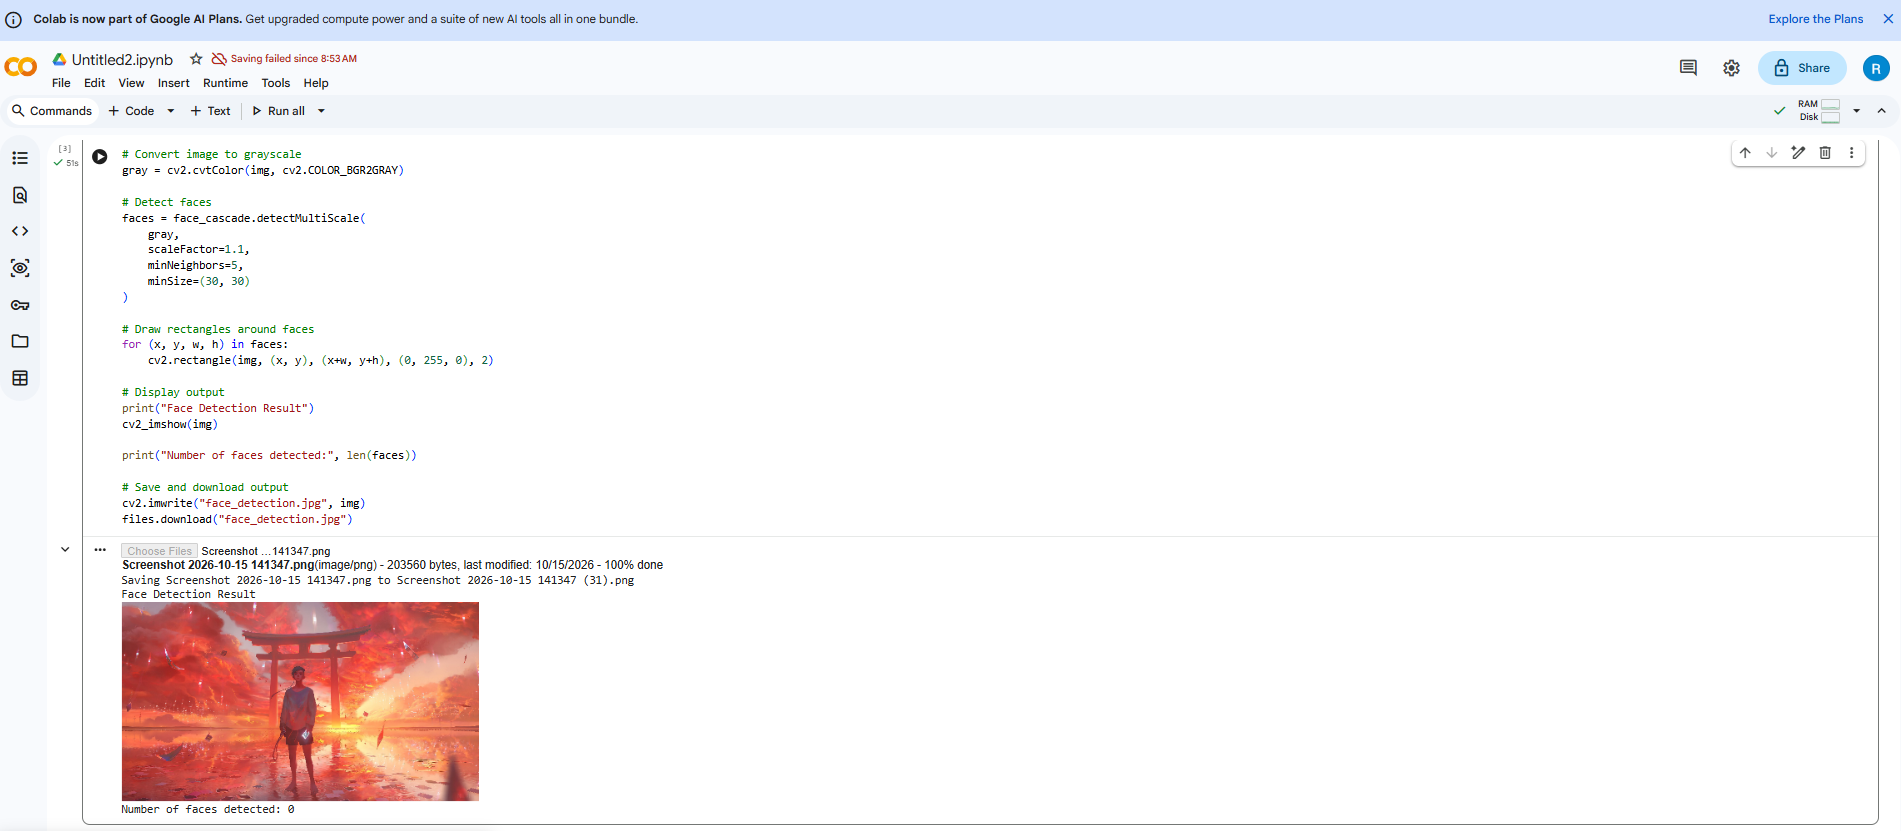 Colab is now part of Google AI Plans. Get upgraded compute power and a suite of new AI tools all in one bundle.
Explore the Plans
Untitled2.ipynb
Saving failed since 8:53 AM
File Edit View Insert Runtime Tools Help
Share
R
Commands + Code + Text Run all
RAM
Disk
[3]
51s
# Convert image to grayscale
gray = cv2.cvtColor(img, cv2.COLOR_BGR2GRAY)
# Detect faces
faces = face_cascade.detectMultiScale(
gray,
scaleFactor=1.1,
minNeighbors=5,
minSize=(30, 30)
)
# Draw rectangles around faces
for (x, y, w, h) in faces:
cv2.rectangle(img, (x, y), (x+w, y+h), (0, 255, 0), 2)
# Display output
print("Face Detection Result")
cv2_imshow(img)
print("Number of faces detected:", len(faces))
# Save and download output
cv2.imwrite("face_detection.jpg", img)
files.download("face_detection.jpg")
Choose Files Screenshot ...141347.png
Screenshot 2026-10-15 141347.png(image/png) - 203560 bytes, last modified: 10/15/2026 - 100% done
Saving Screenshot 2026-10-15 141347.png to Screenshot 2026-10-15 141347 (31).png
Face Detection Result
Number of faces detected: 0